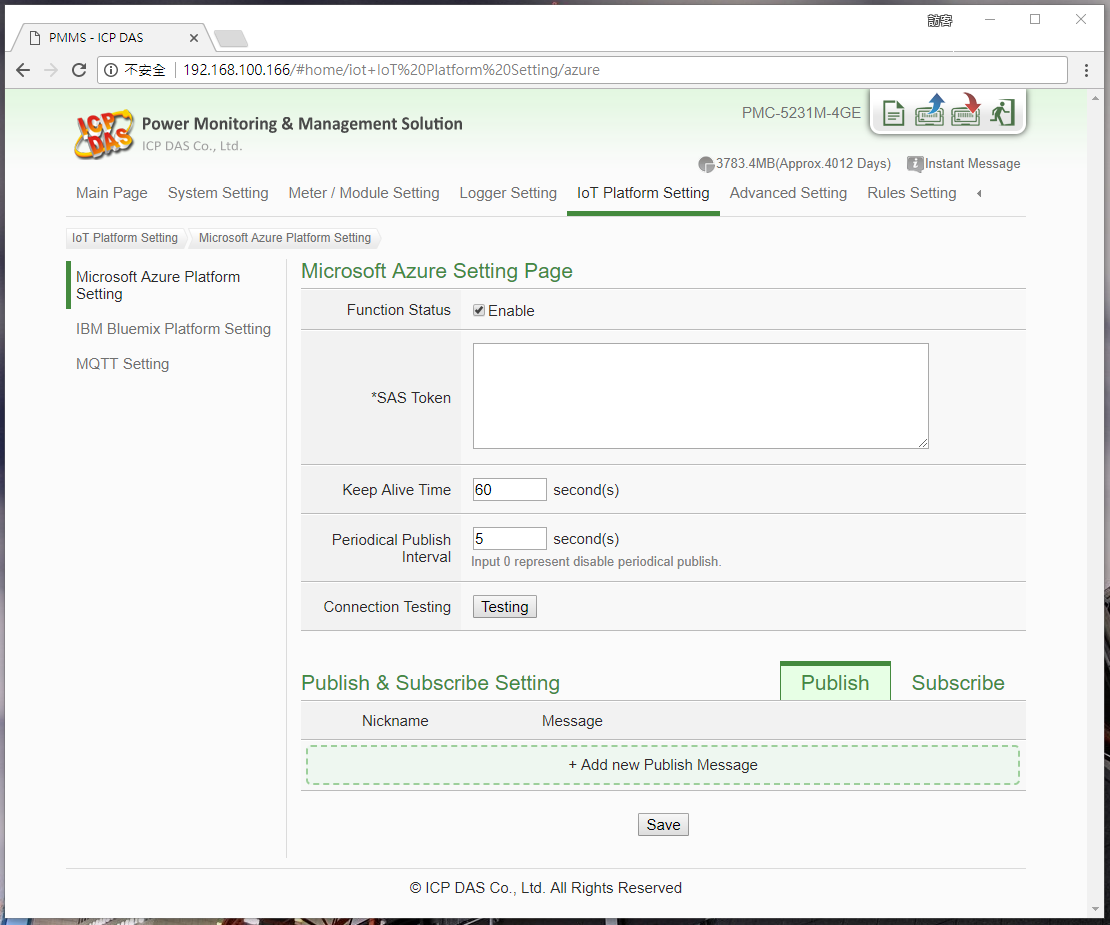 訪客
PMMS - ICP DAS
不安全 192.168.100.166/#home/iot+IoT%20Platform%20Setting/azure
ICP DAS
Power Monitoring & Management Solution
ICP DAS Co., Ltd.
PMC-5231M-4GE
3783.4MB(Approx.4012 Days) Instant Message
Main Page System Setting Meter / Module Setting Logger Setting IoT Platform Setting Advanced Setting Rules Setting
IoT Platform Setting Microsoft Azure Platform Setting
Microsoft Azure Platform
Setting
IBM Bluemix Platform Setting
MQTT Setting
Microsoft Azure Setting Page
Function Status Enable
*SAS Token
Keep Alive Time 60 second(s)
Periodical Publish
Interval
5 second(s)
Input 0 represent disable periodical publish.
Connection Testing Testing
Publish & Subscribe Setting Publish Subscribe
Nickname Message
+ Add new Publish Message
Save
© ICP DAS Co., Ltd. All Rights Reserved